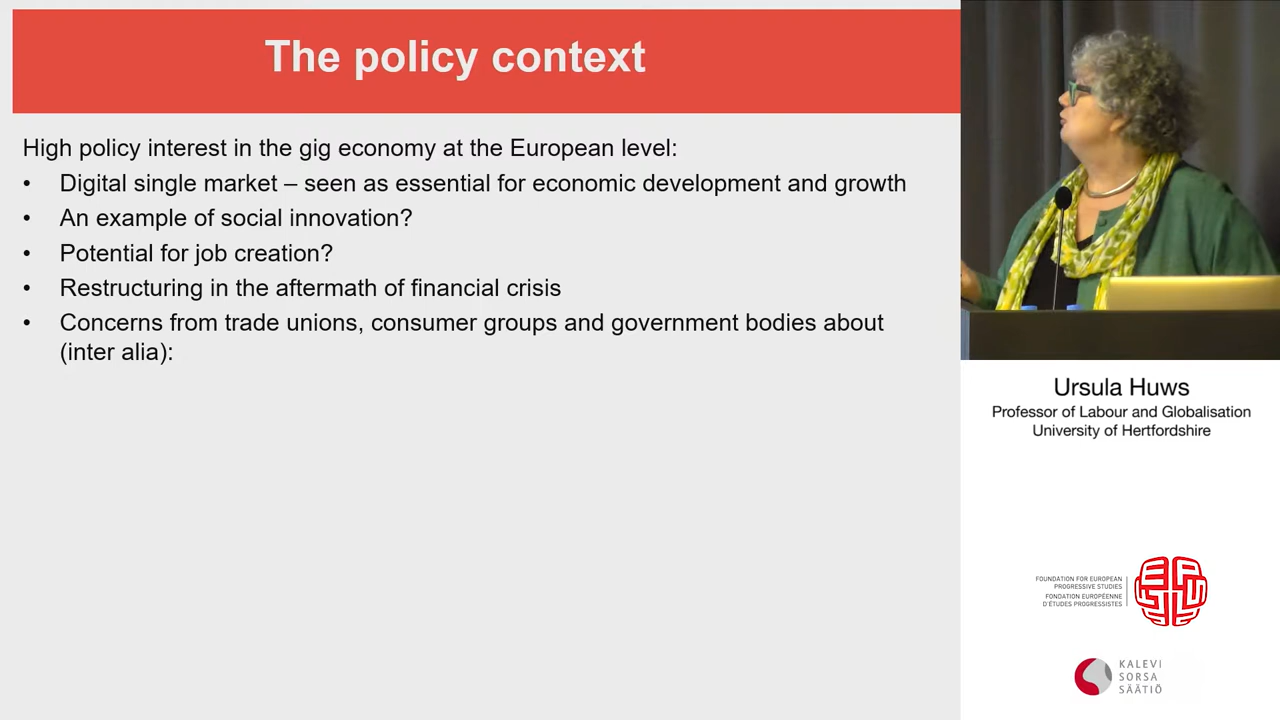 The policy context
High policy interest in the gig economy at the European level:
• Digital single market – seen as essential for economic development and growth
• An example of social innovation?
• Potential for job creation?
• Restructuring in the aftermath of financial crisis
• Concerns from trade unions, consumer groups and government bodies about
(inter alia):
Ursula Huws
Professor of Labour and Globalisation
University of Hertfordshire
FOUNDATION FOR EUROPEAN
PROGRESSIVE STUDIES
FONDATION EUROPÉENNE
D'ÉTUDES PROGRESSISTES
KALEVI
SORSA
SÄÄTIÖ